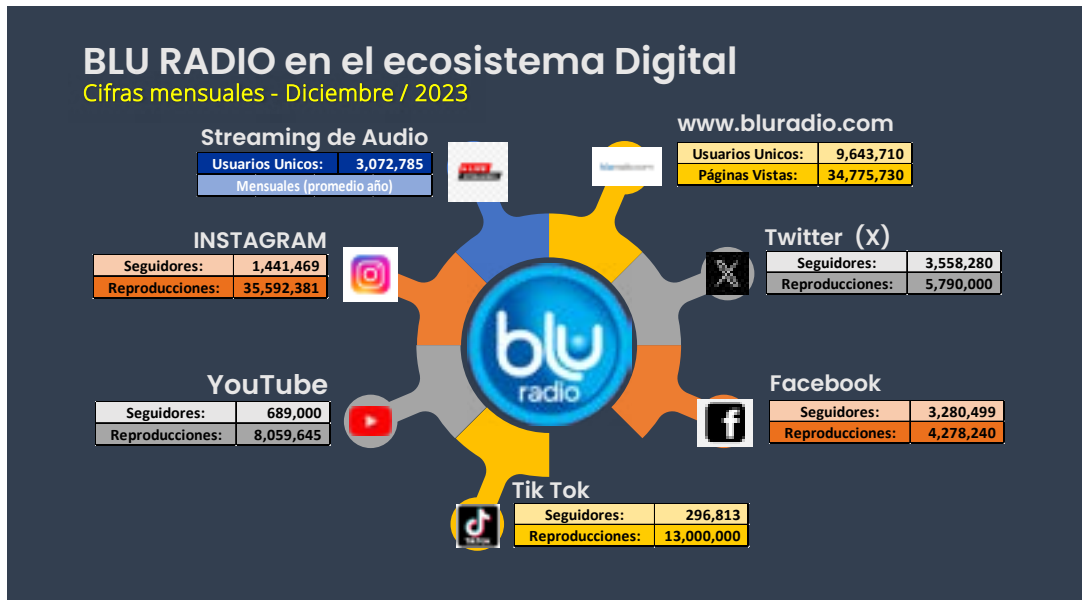 BLU RADIO en el ecosistema Digital
Cifras mensuales - Diciembre / 2023
Streaming de Audio
Usuarios Unicos: 3,072,785
Mensuales (promedio año)
www.bluradio.com
Usuarios Unicos: 9,643,710
Páginas Vistas: 34,775,730
INSTAGRAM
Seguidores: 1,441,469
Reproducciones: 35,592,381
Twitter (X)
Seguidores: 3,558,280
Reproducciones: 5,790,000
blu
radio
YouTube
Seguidores: 689,000
Reproducciones: 8,059,645
Facebook
Seguidores: 3,280,499
Reproducciones: 4,278,240
Tik Tok
Seguidores: 296,813
Reproducciones: 13,000,000